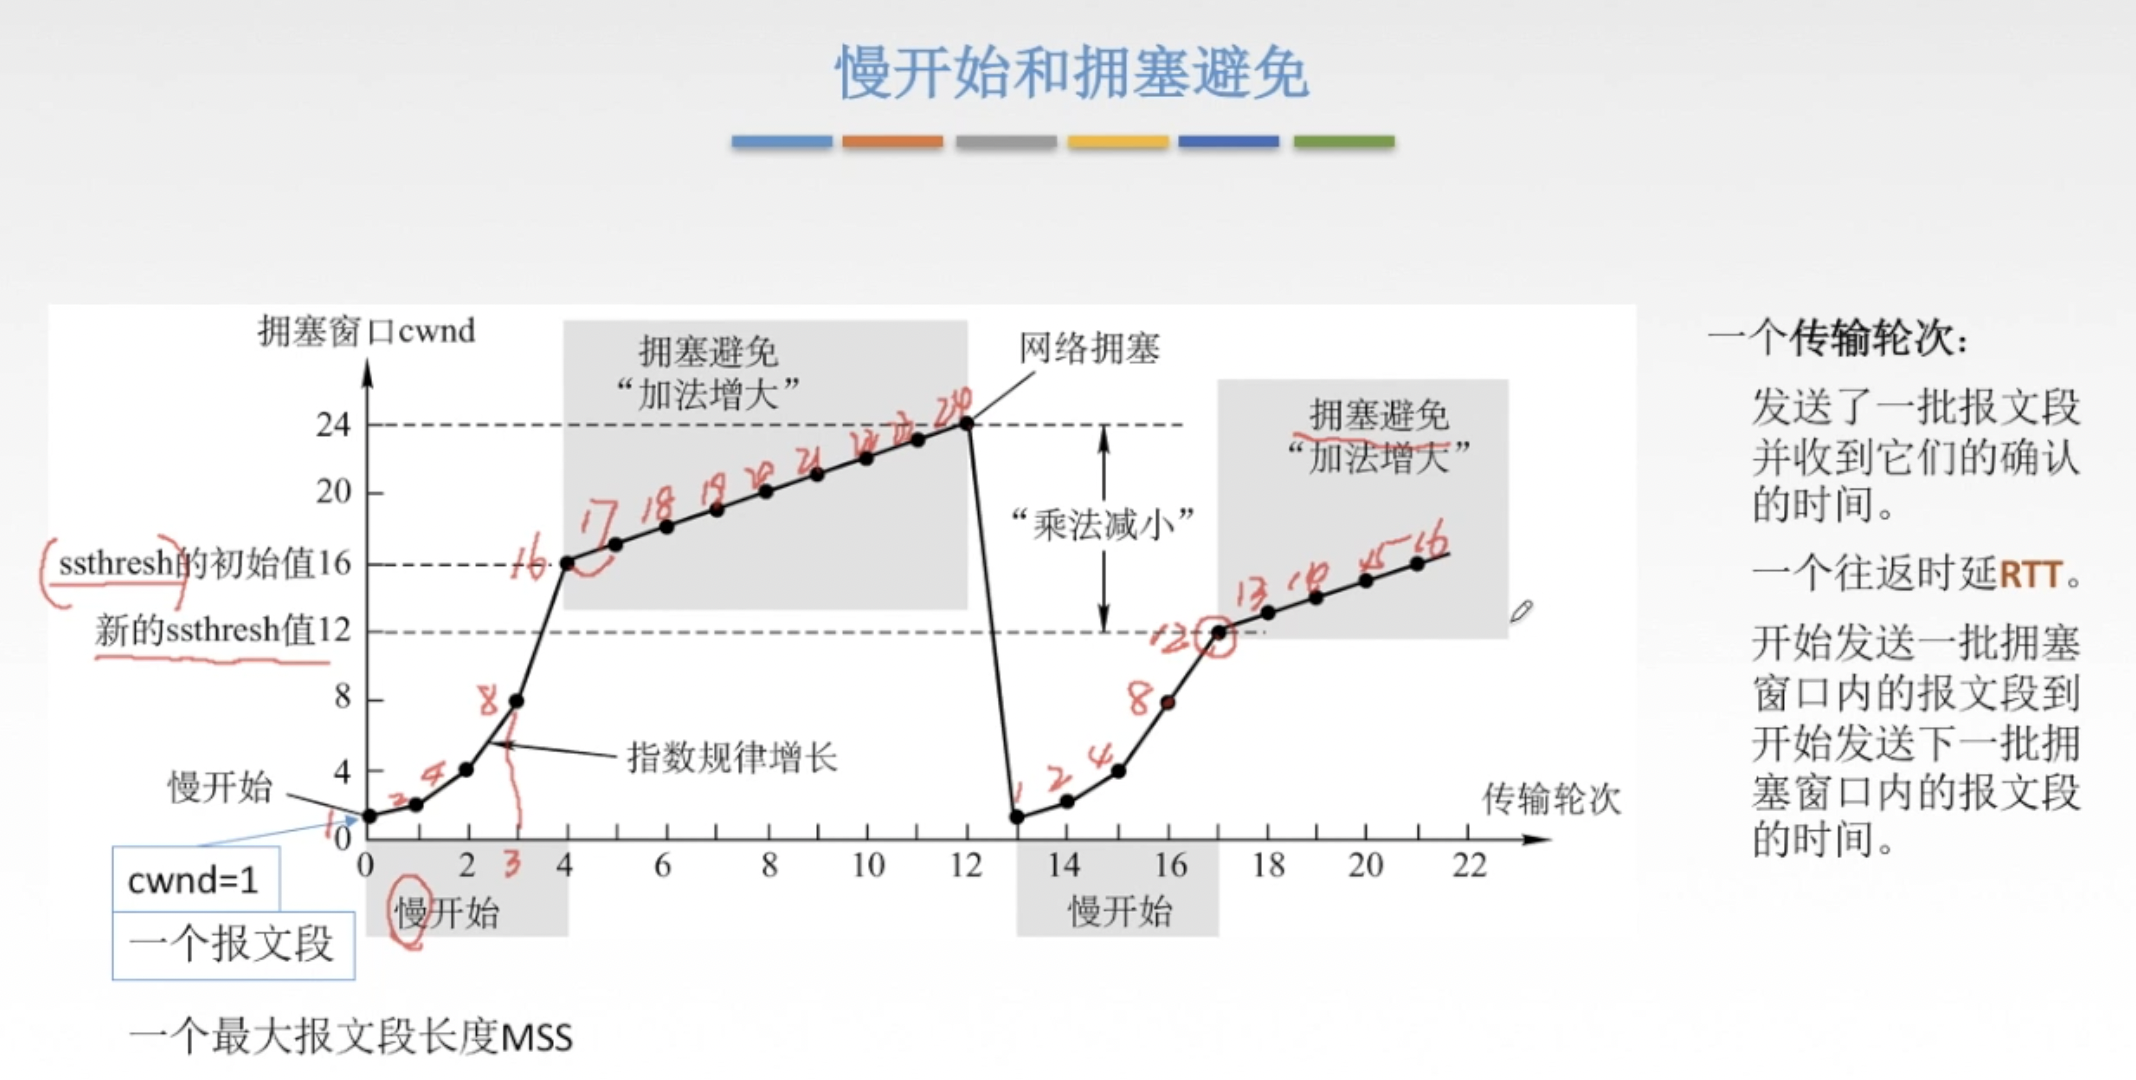 慢开始和拥塞避免
拥塞窗口cwnd
拥塞避免
“加法增大”
网络拥塞
24
20
ssthresh的初始值16
新的ssthresh值12
8
4
0
慢开始
指数规律增长
“乘法减小”
拥塞避免
“加法增大”
传输轮次
1
2
4
8
16
17
18
19
20
21
22
23
24
1
2
4
8
12
13
14
15
16
0 2 3 4 6 8 10 12 14 16 18 20 22
慢开始
慢开始
cwnd=1
一个报文段
一个最大报文段长度MSS
一个传输轮次：
发送了一批报文段
并收到它们的确认
的时间。
一个往返时延RTT。
开始发送一批拥塞
窗口内的报文段到
开始发送下一批拥
塞窗口内的报文段
的时间。